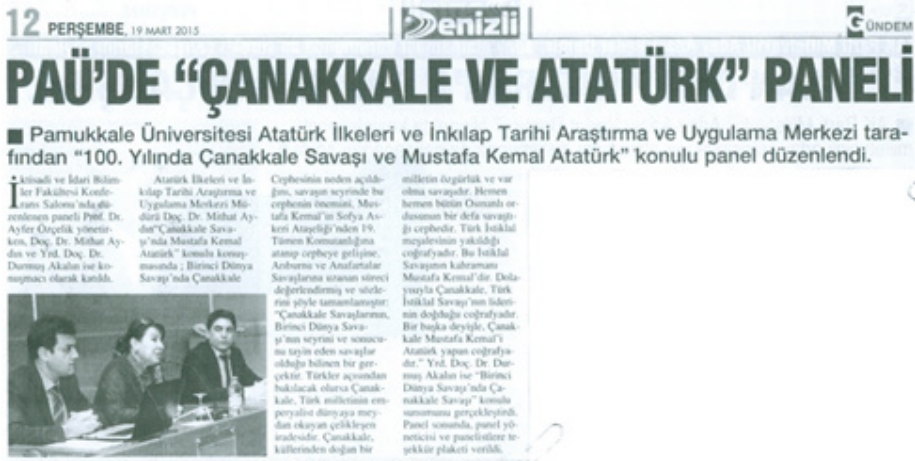 12 PERŞEMBE, 19 MART 2015
Denizli
GÜNDEM
PAÜ'DE “ÇANAKKALE VE ATATÜRK” PANELİ
■ Pamukkale Üniversitesi Atatürk İlkeleri ve İnkılap Tarihi Araştırma ve Uygulama Merkezi tara-
fından “100. Yılında Çanakkale Savaşı ve Mustafa Kemal Atatürk” konulu panel düzenlendi.
İktisadi ve İdari Bilim-
ler Fakültesi Konfe-
rans Salonu'nda dü-
zenlenen paneli Prof. Dr.
Ayfer Özçelik yönetir-
ken, Doç. Dr. Mithat Ay-
dın ve Yrd. Doç. Dr.
Durmuş Akalın ise ko-
nuşmacı olarak katıldı.
Atatürk İlkeleri ve İn-
kılap Tarihi Araştırma ve
Uygulama Merkezi Mü-
dürü Doç. Dr. Mithat Ay-
dın“Çanakkale Sava-
şı'nda Mustafa Kemal
Atatürk” konulu konuş-
masında ; Birinci Dünya
Savaşı'nda Çanakkale
Cephesinin neden açıldı-
ğını, savaşın seyrinde bu
cephenin önemini, Mus-
tafa Kemal'in Sofya As-
keri Ataşeliği'nden 19.
Tümen Komutanlığına
atanıp cepheye gelişine,
Arıburnu ve Anafartalar
Savaşlarına uzanan süreci
değerlendirmiş ve sözle-
rini şöyle tamamlamıştır:
“Çanakkale Savaşlarının,
Birinci Dünya Sava-
şı'nın seyrini ve sonucu-
nu tayin eden savaşlar
olduğu bilinen bir ger-
çektir. Türkler açısından
bakılacak olursa Çanak-
kale, Türk milletinin em-
peryalist dünyaya mey-
dan okuyan çelikleşen
iradesidir. Çanakkale,
küllerinden doğan bir
milletin özgürlük ve var
olma savaşıdır. Hemen
hemen bütün Osmanlı or-
dusunun bir defa savaştı-
ğı cephedir. Türk İstiklal
meşalesinin yakıldığı
coğrafyadır. Bu İstiklal
Savaşının kahramanı
Mustafa Kemal'dir. Dola-
yısıyla Çanakkale, Türk
İstiklal Savaşı'nın lideri-
nin doğduğu coğrafyadır.
Bir başka deyişle, Çanak-
kale Mustafa Kemal'i
Atatürk yapan coğrafya-
dır.” Yrd. Doç. Dr. Dur-
muş Akalın ise “Birinci
Dünya Savaşı'nda Ça-
nakkale Savaşı” konulu
sunumunu gerçekleştirdi.
Panel sonunda, panel yö-
neticisi ve panelistlere te-
şekkür plaketi verildi.